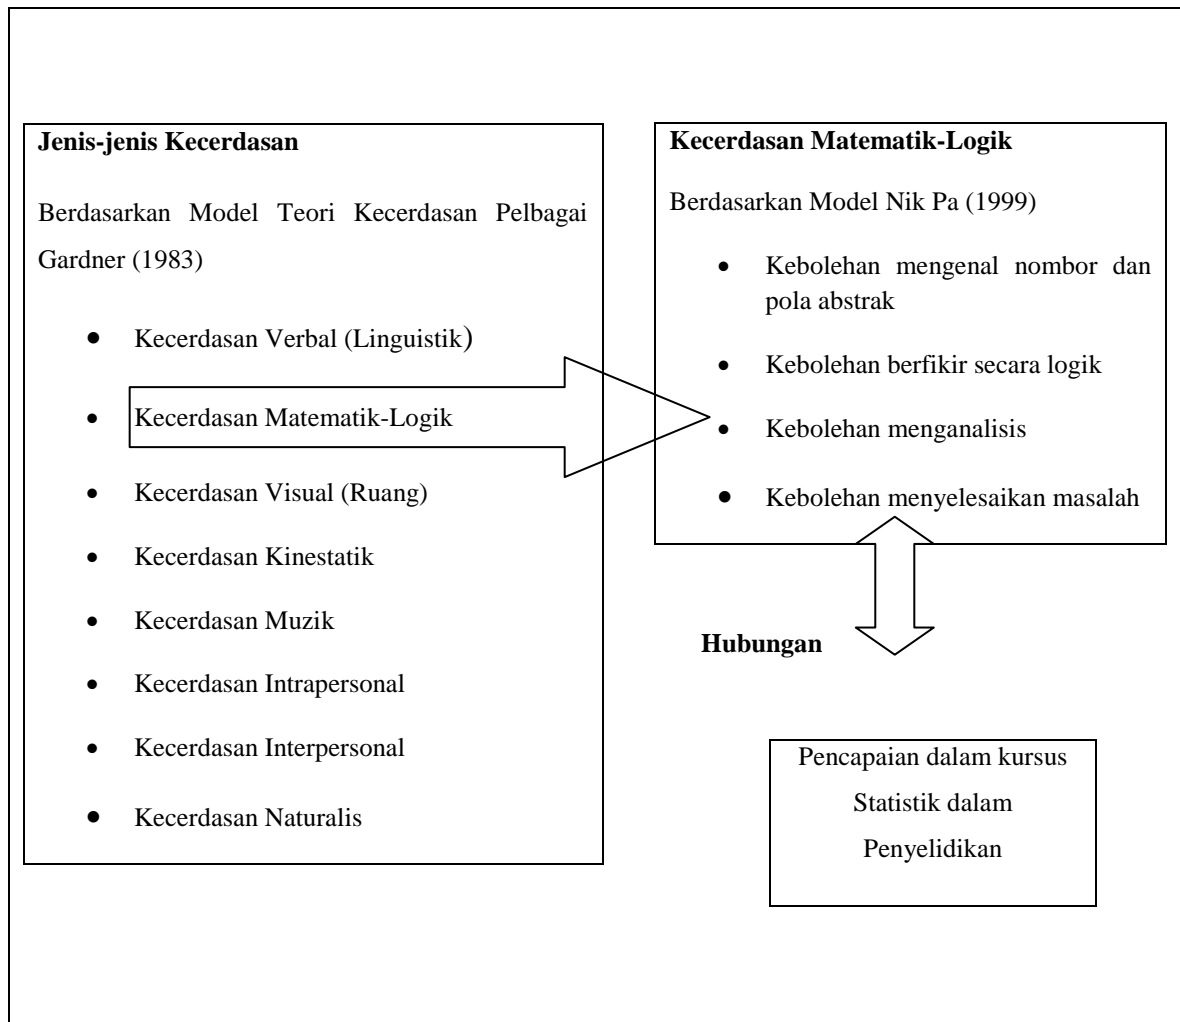 Jenis-jenis Kecerdasan
Berdasarkan Model Teori Kecerdasan Pelbagai
Gardner (1983)
• Kecerdasan Verbal (Linguistik)
• Kecerdasan Matematik-Logik
• Kecerdasan Visual (Ruang)
• Kecerdasan Kinestatik
• Kecerdasan Muzik
• Kecerdasan Intrapersonal
• Kecerdasan Interpersonal
• Kecerdasan Naturalis
Kecerdasan Matematik-Logik
Berdasarkan Model Nik Pa (1999)
• Kebolehan mengenal nombor dan
pola abstrak
• Kebolehan berfikir secara logik
• Kebolehan menganalisis
• Kebolehan menyelesaikan masalah
Hubungan
Pencapaian dalam kursus
Statistik dalam
Penyelidikan